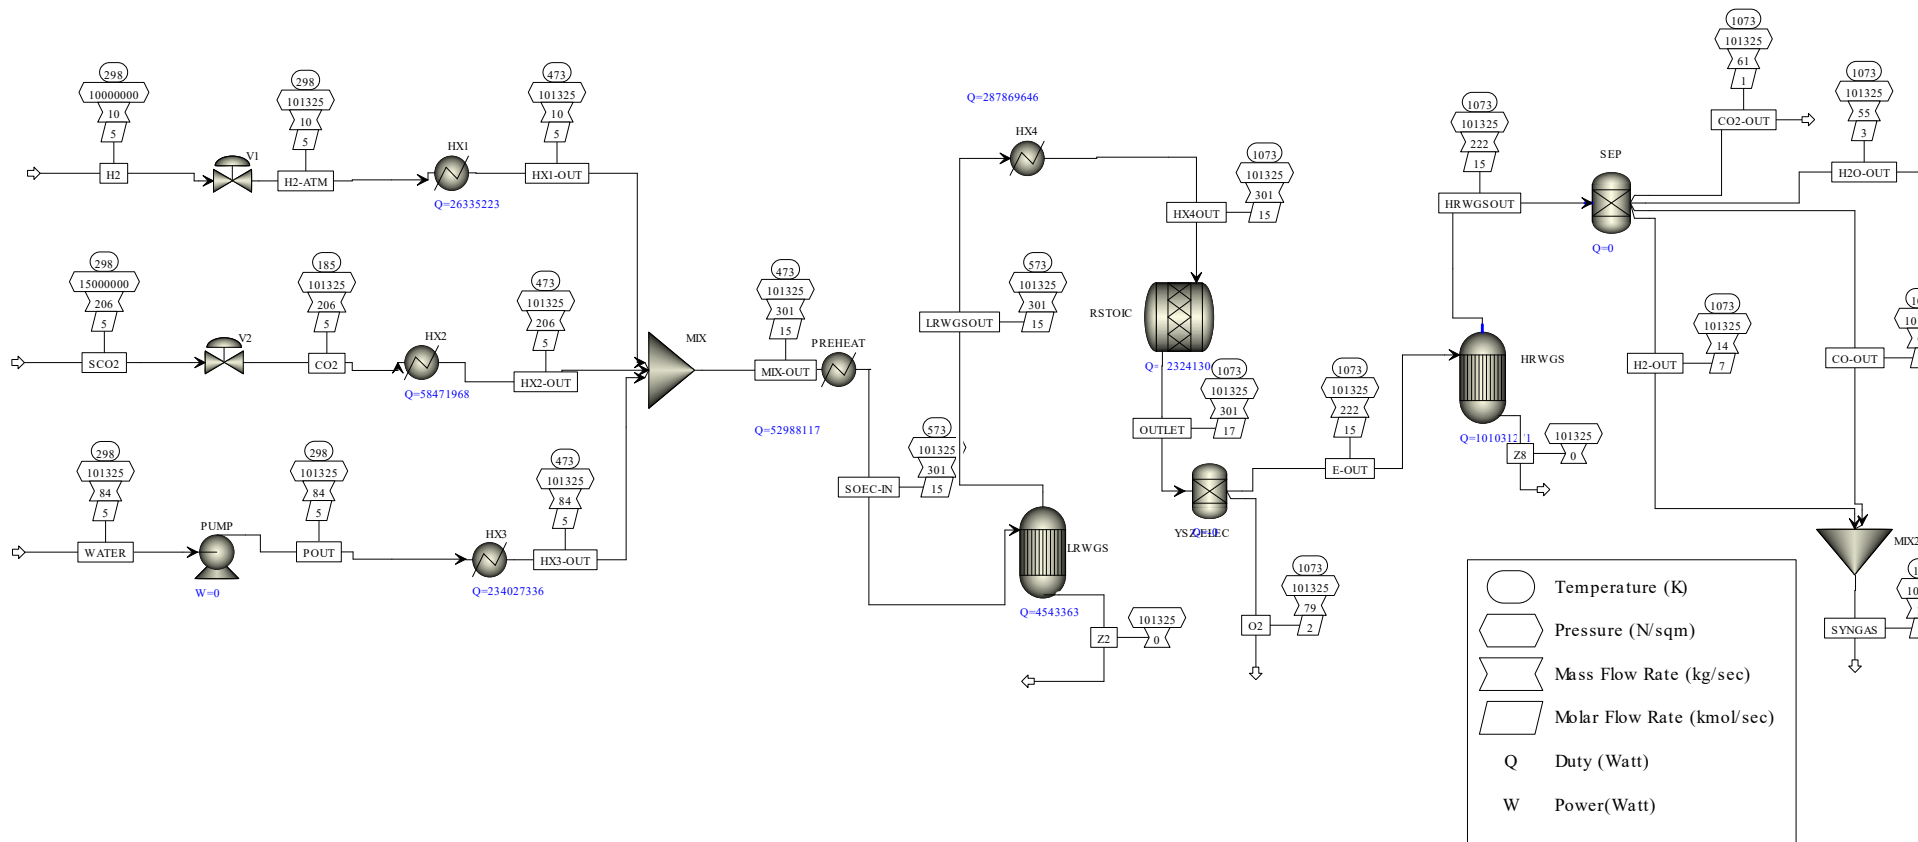 298
10000000
10
5
H2
V1
298
101325
10
5
H2-ATM
HX1
Q=26335223
473
101325
10
5
HX1-OUT
298
15000000
206
5
SCO2
V2
185
101325
206
5
CO2
HX2
Q=58471968
473
101325
206
5
HX2-OUT
298
101325
84
5
WATER
PUMP
W=0
298
101325
84
5
POUT
HX3
Q=234027336
473
101325
84
5
HX3-OUT
MIX
473
101325
301
15
MIX-OUT
PREHEAT
Q=52988117
573
101325
301
15
SOEC-IN
LRWGS
Q=4543363
101325
0
Z2
573
101325
301
15
LRWGSOUT
Q=287869646
HX4
1073
101325
301
15
HX4OUT
RSTOIC
1073
101325
301
17
OUTLET
Q=0
1073
101325
79
2
O2
1073
101325
222
15
E-OUT
HRWGS
101325
0
Z8
1073
101325
222
15
HRWGSOUT
SEP
Q=0
1073
101325
61
1
CO2-OUT
1073
101325
55
3
H2O-OUT
1073
101325
14
7
H2-OUT
CO-OUT
MIX2
SYNGAS
Temperature (K)
Pressure (N/sqm)
Mass Flow Rate (kg/sec)
Molar Flow Rate (kmol/sec)
Q Duty (Watt)
W Power(Watt)